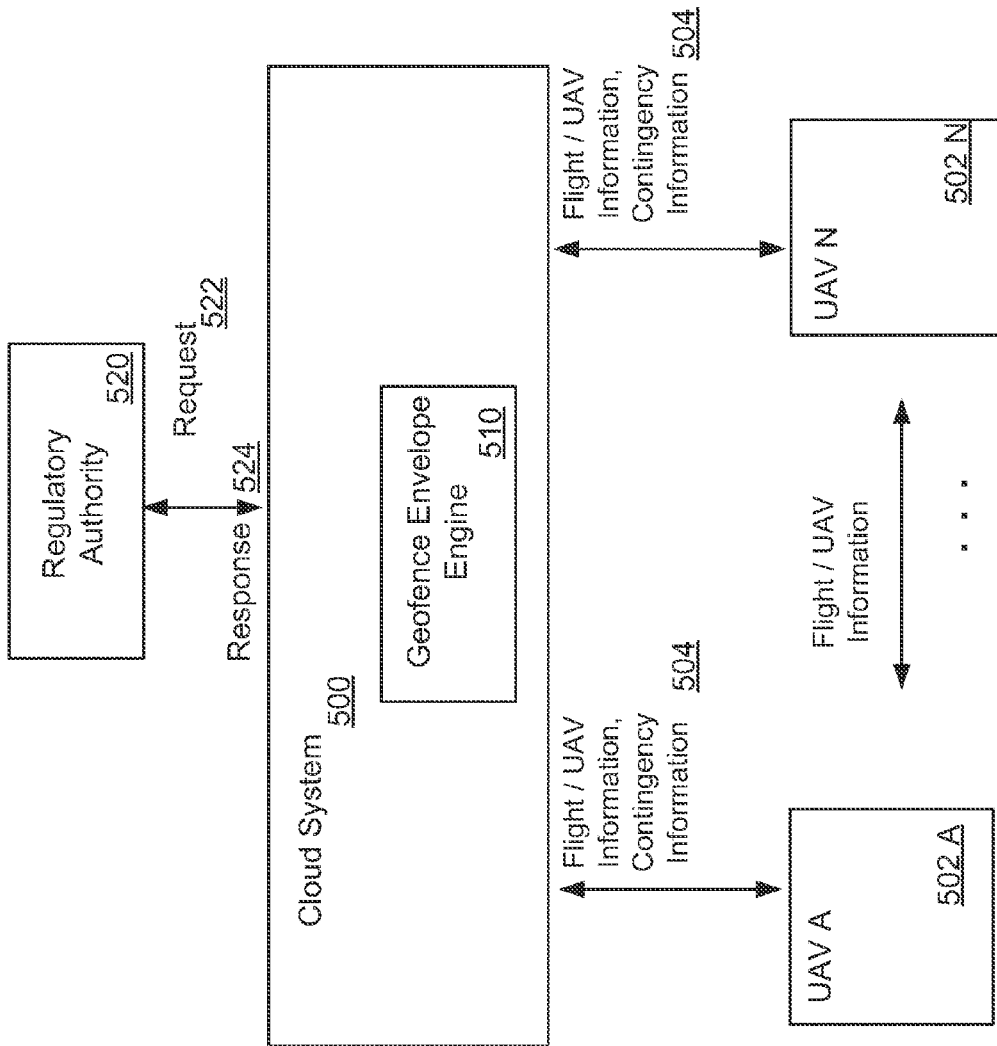 Regulatory
Authority
520
Request
522
Response 524
Cloud System
500
Geofence Envelope
Engine
510
Flight / UAV
Information,
Contingency
Information
504
Flight / UAV
Information,
Contingency
Information
504
UAV A
502 A
Flight / UAV
Information
. . .
UAV N
502 N